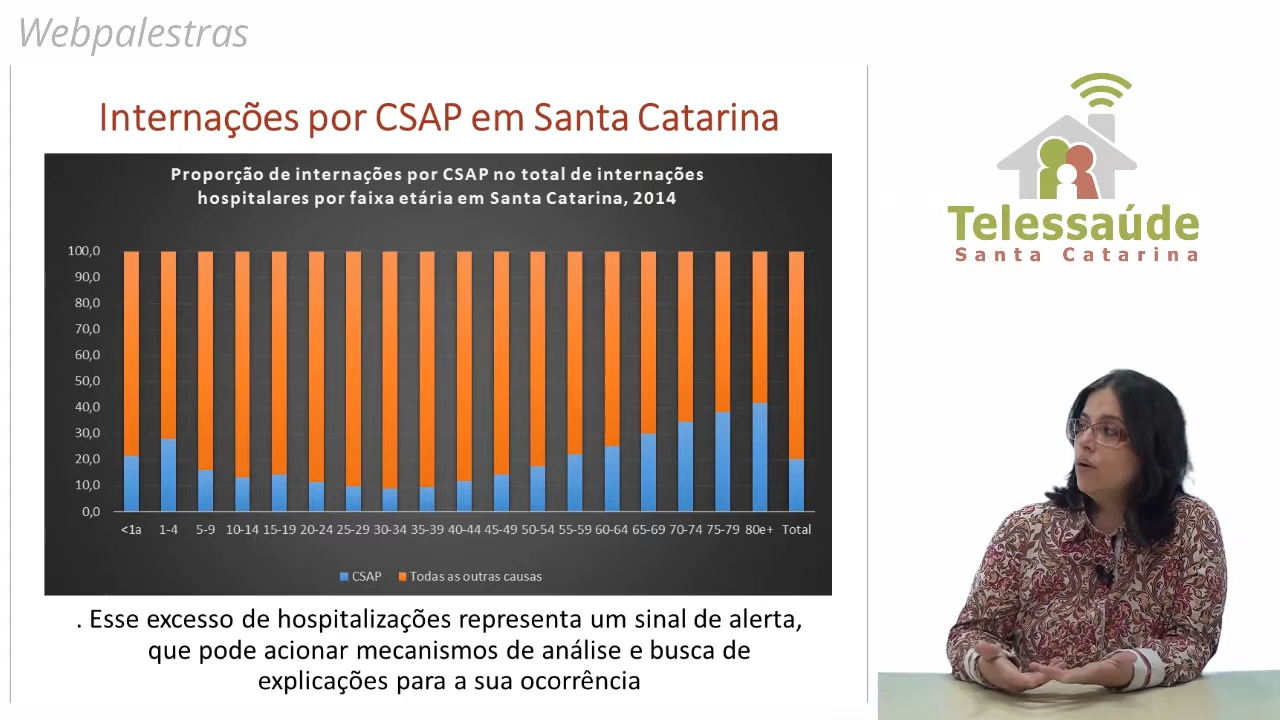 Webpalestras
Internações por CSAP em Santa Catarina
Proporção de internações por CSAP no total de internações
hospitalares por faixa etária em Santa Catarina, 2014
100,0
90,0
80,0
70,0
60,0
50,0
40,0
30,0
20,0
10,0
0,0
<1a 1-4 5-9 10-14 15-19 20-24 25-29 30-34 35-39 40-44 45-49 50-54 55-59 60-64 65-69 70-74 75-79 80e+ Total
CSAP Todas as outras causas
. Esse excesso de hospitalizações representa um sinal de alerta,
que pode acionar mecanismos de análise e busca de
explicações para a sua ocorrência
Telessaúde
Santa Catarina